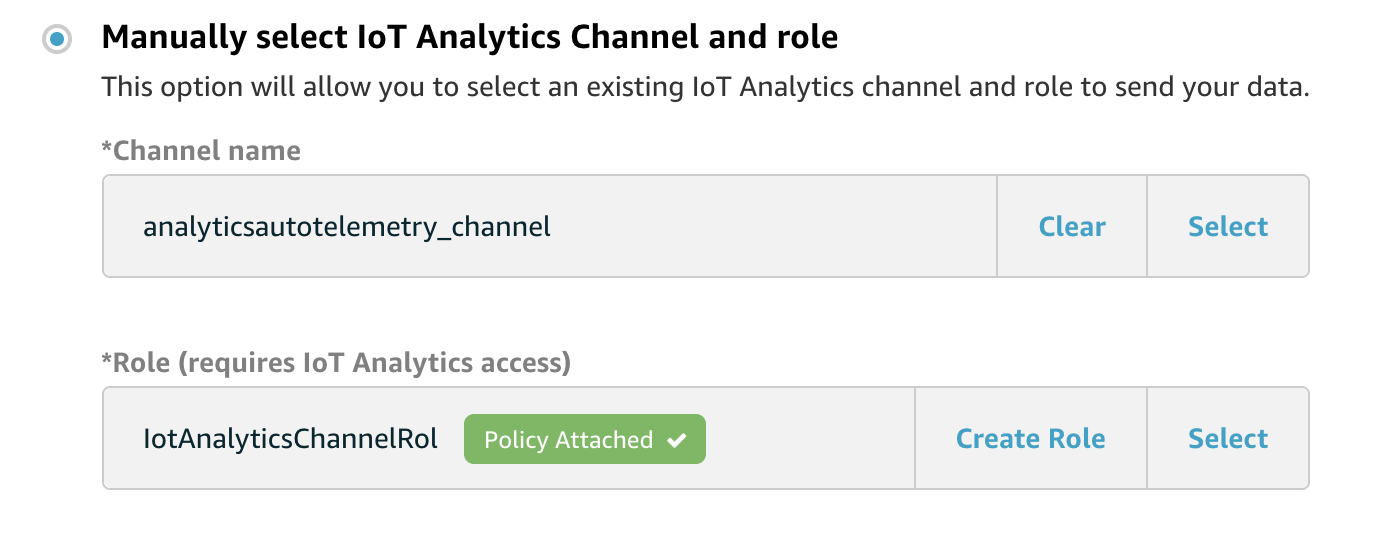 Manually select IoT Analytics Channel and role
This option will allow you to select an existing IoT Analytics channel and role to send your data.
*Channel name
analyticsautotelemetry_channel Clear Select
*Role (requires IoT Analytics access)
IotAnalyticsChannelRol Policy Attached Create Role Select